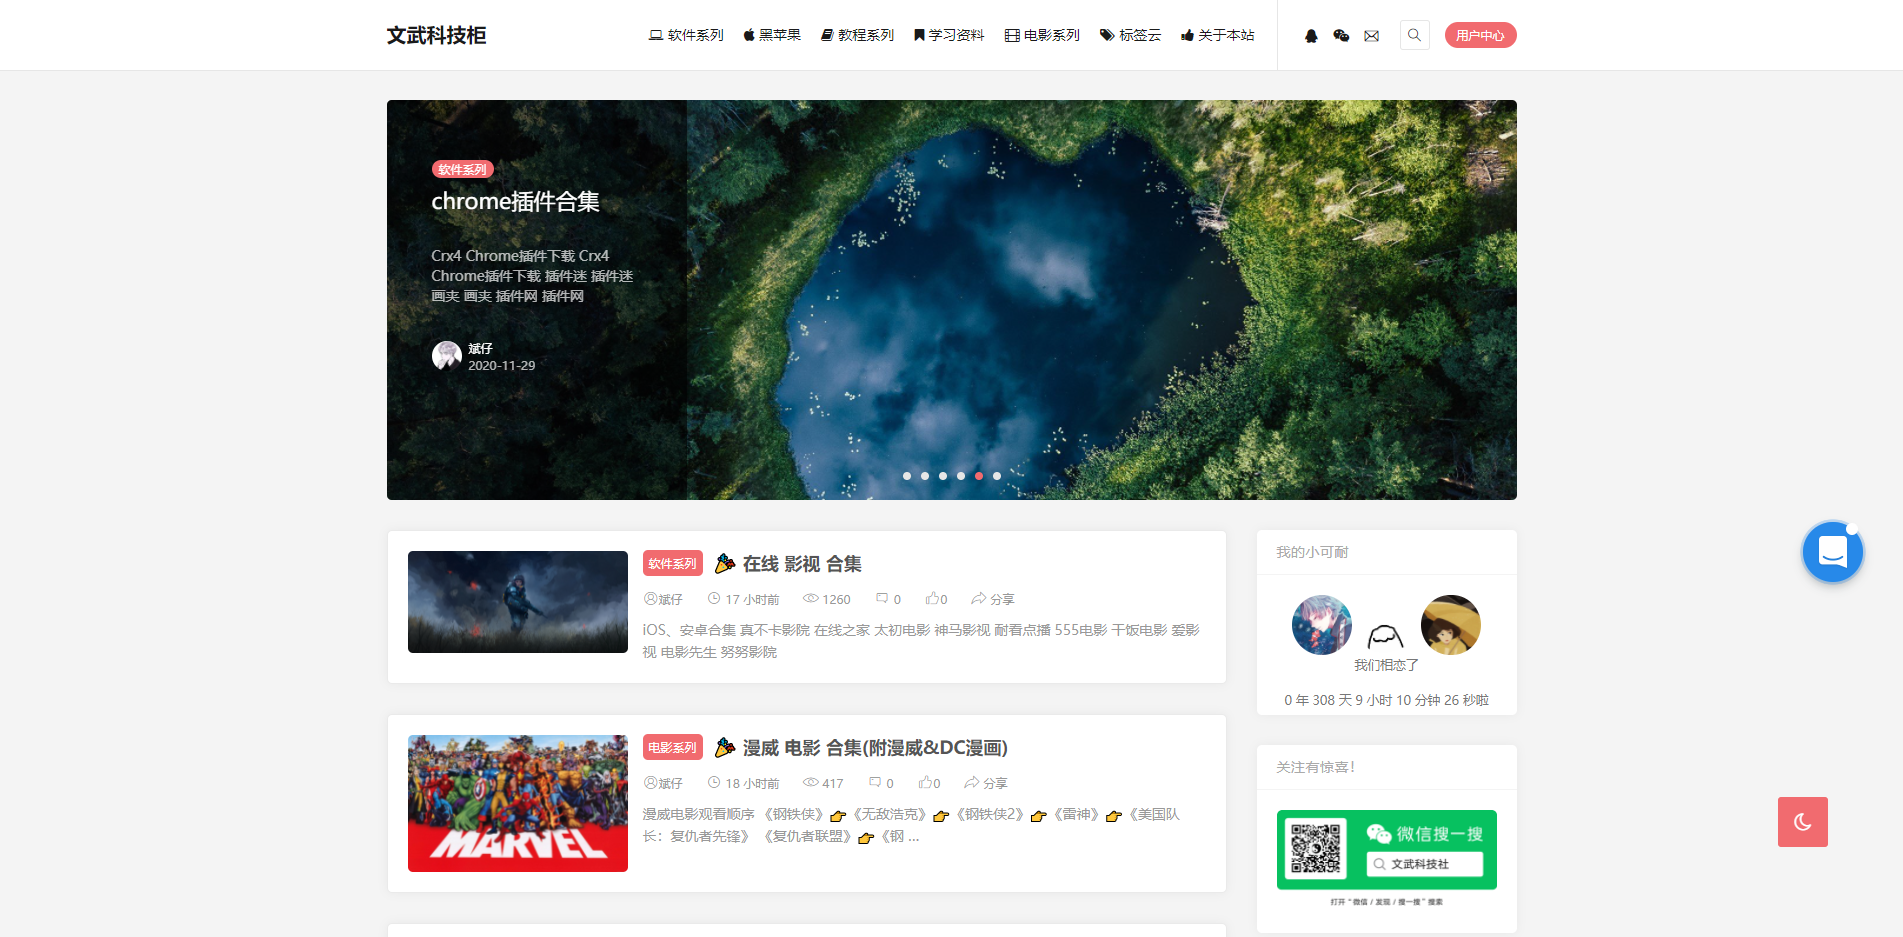 文武科技柜
软件系列 黑苹果 教程系列 学习资料 电影系列 标签云 关于本站
用户中心
软件系列
chrome插件合集
Crx4 Chrome插件下载 Crx4
Chrome插件下载 插件迷 插件迷
画夹 画夹 插件网 插件网
斌仔
2020-11-29
软件系列 在线 影视 合集
斌仔 17 小时前 1260 0 0 分享
iOS、安卓合集 真不卡影院 在线之家 太初电影 神马影视 耐看点播 555电影 干饭电影 爱影
视 电影先生 努努影院
电影系列 漫威 电影 合集(附漫威&DC漫画)
斌仔 18 小时前 417 0 0 分享
漫威电影观看顺序 《钢铁侠》👉《无敌浩克》👉《钢铁侠2》👉《雷神》👉《美国队
长：复仇者先锋》 《复仇者联盟》👉《钢 ...
MARVEL
我的小可耐
我们相恋了
0 年 308 天 9 小时 10 分钟 26 秒啦
关注有惊喜！
微信搜一搜
文武科技社
打开“微信 / 发现 / 搜一搜”搜索